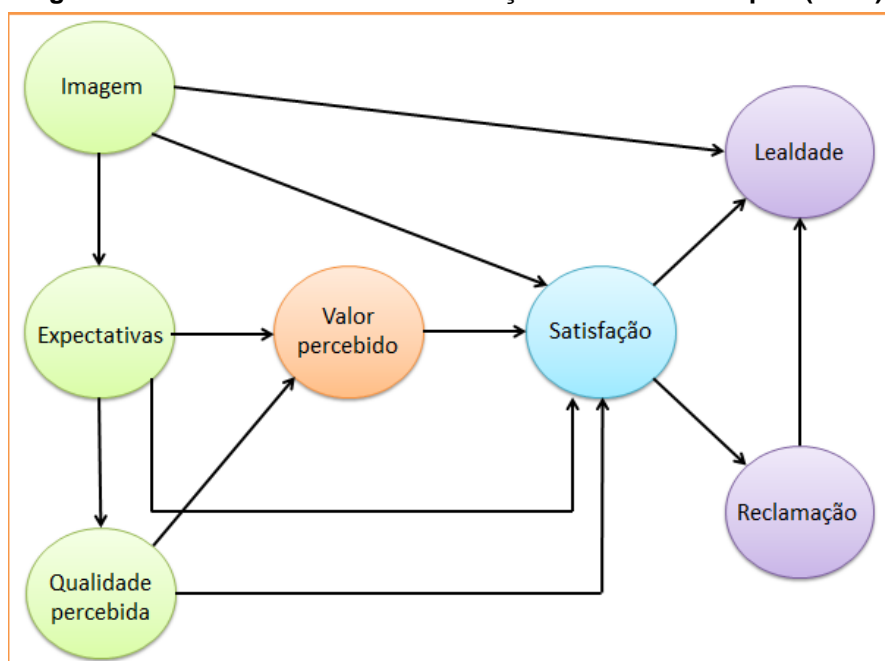 Imagem
Lealdade
Expectativas
Valor
percebido
Satisfação
Reclamação
Qualidade
percebida